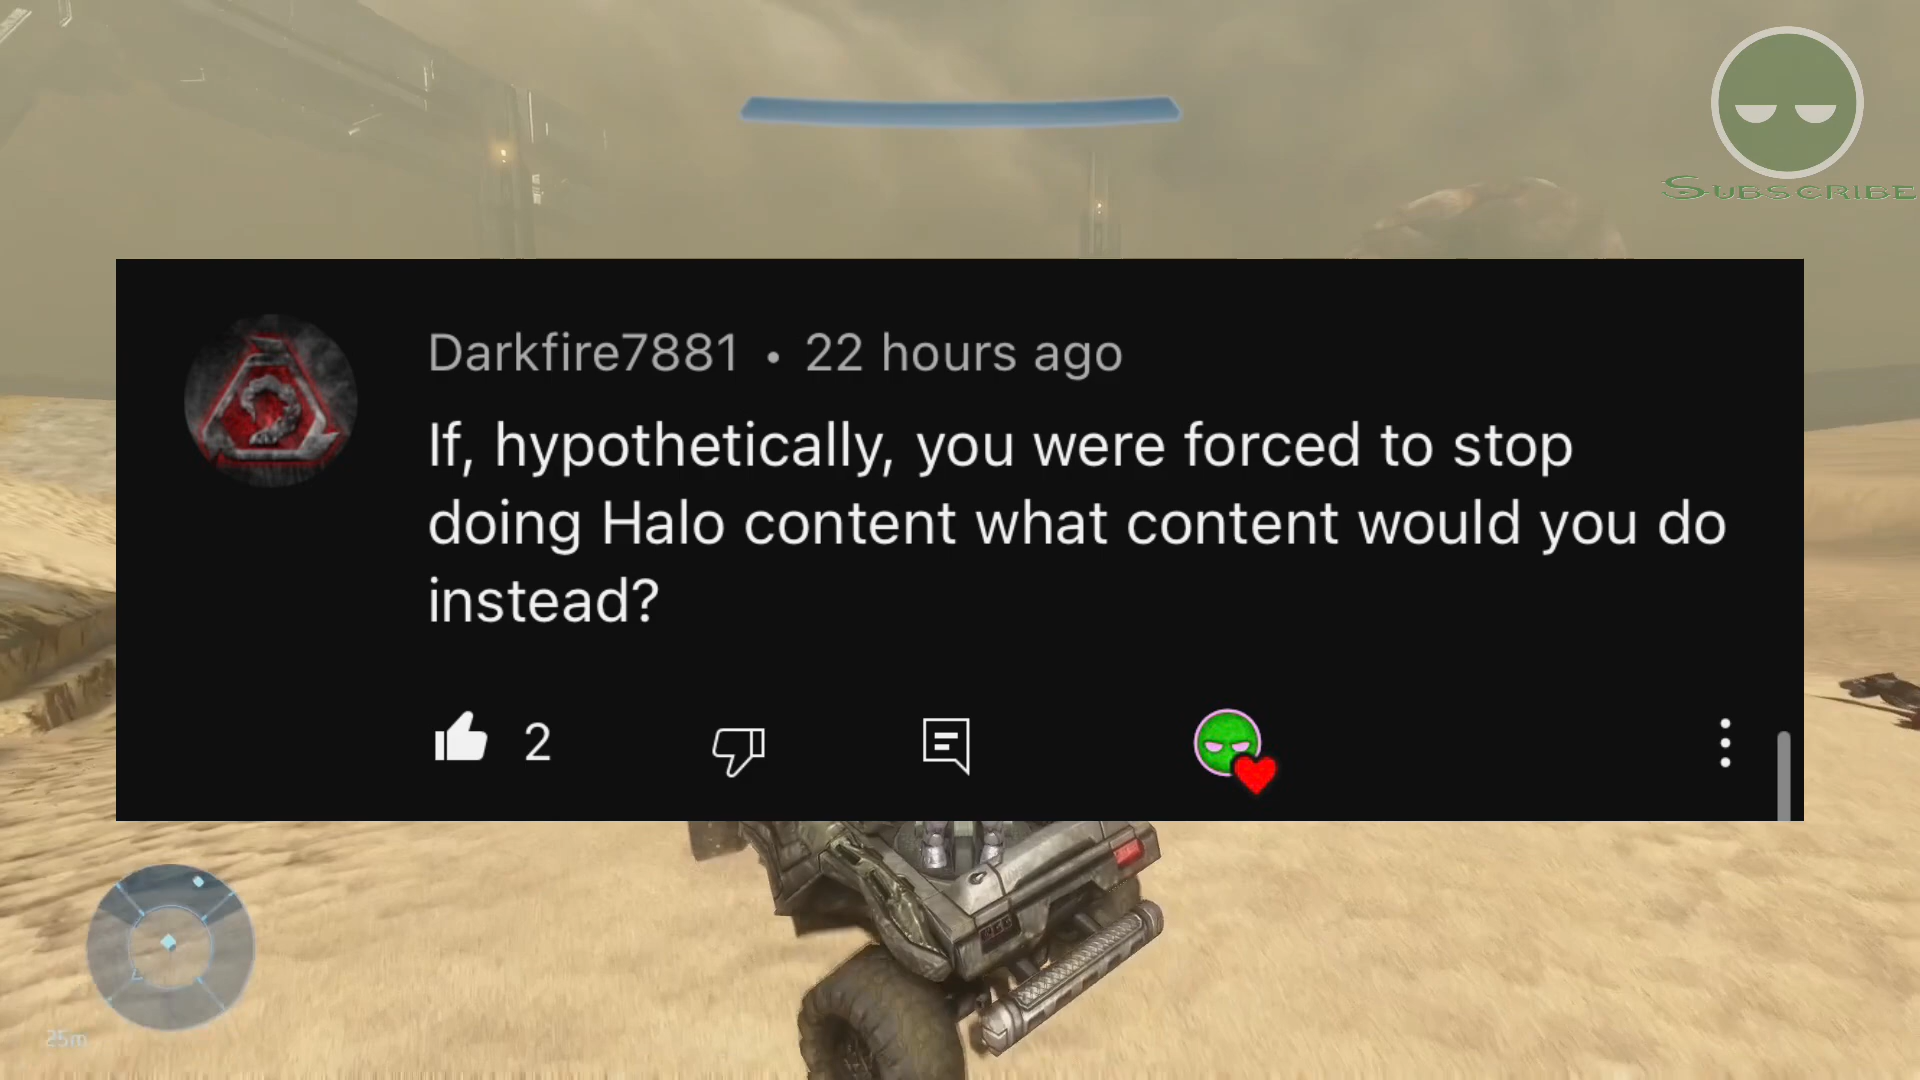 Subscribe
Darkfire7881 • 22 hours ago
If, hypothetically, you were forced to stop
doing Halo content what content would you do
instead?
2
25m